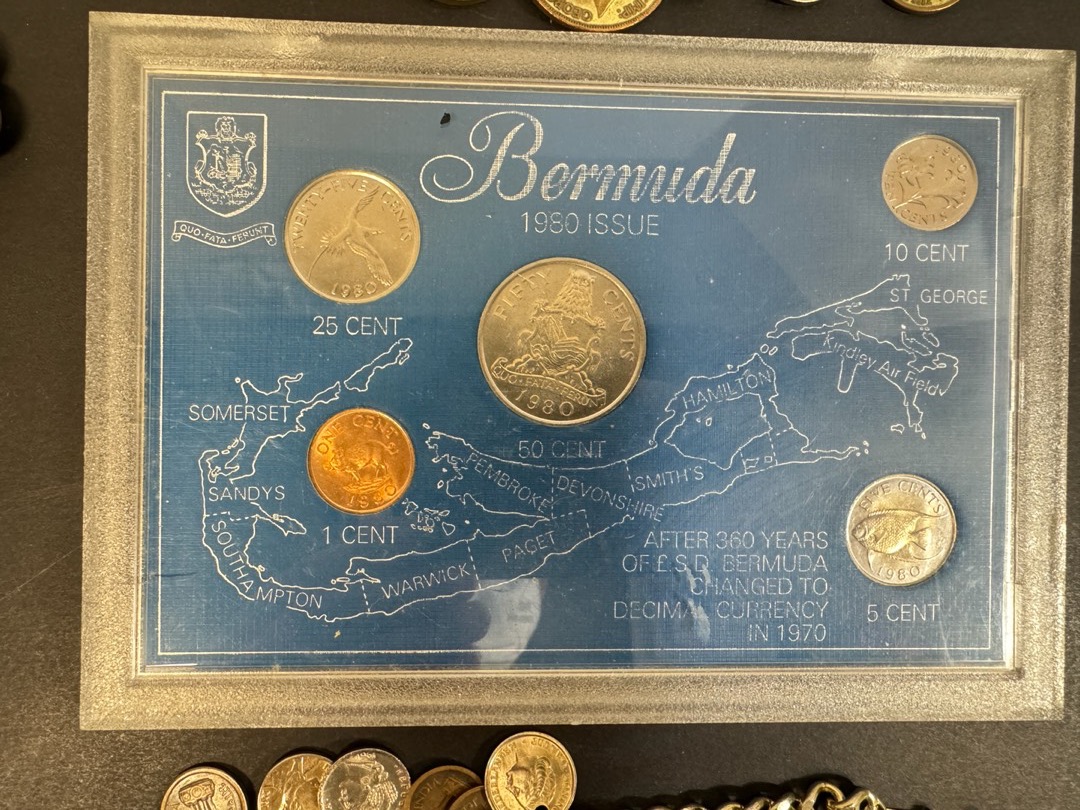 Bermuda
1980 ISSUE
QUO·FATA·FERUNT
TWENTY-FIVE CENTS
1980
25 CENT
FIFTY CENTS
QUO·FATA·FERUNT
1980
50 CENT
TEN CENTS
1980
10 CENT
ST GEORGE
Kindley Air Field
HAMILTON
SOMERSET
ONE CENT
1980
1 CENT
SANDYS
SOUTHAMPTON
WARWICK
PAGET
PEMBROKE
DEVONSHIRE
SMITH'S
FIVE CENTS
1980
5 CENT
AFTER 360 YEARS
OF £.S.D. BERMUDA
CHANGED TO
DECIMAL CURRENCY
IN 1970